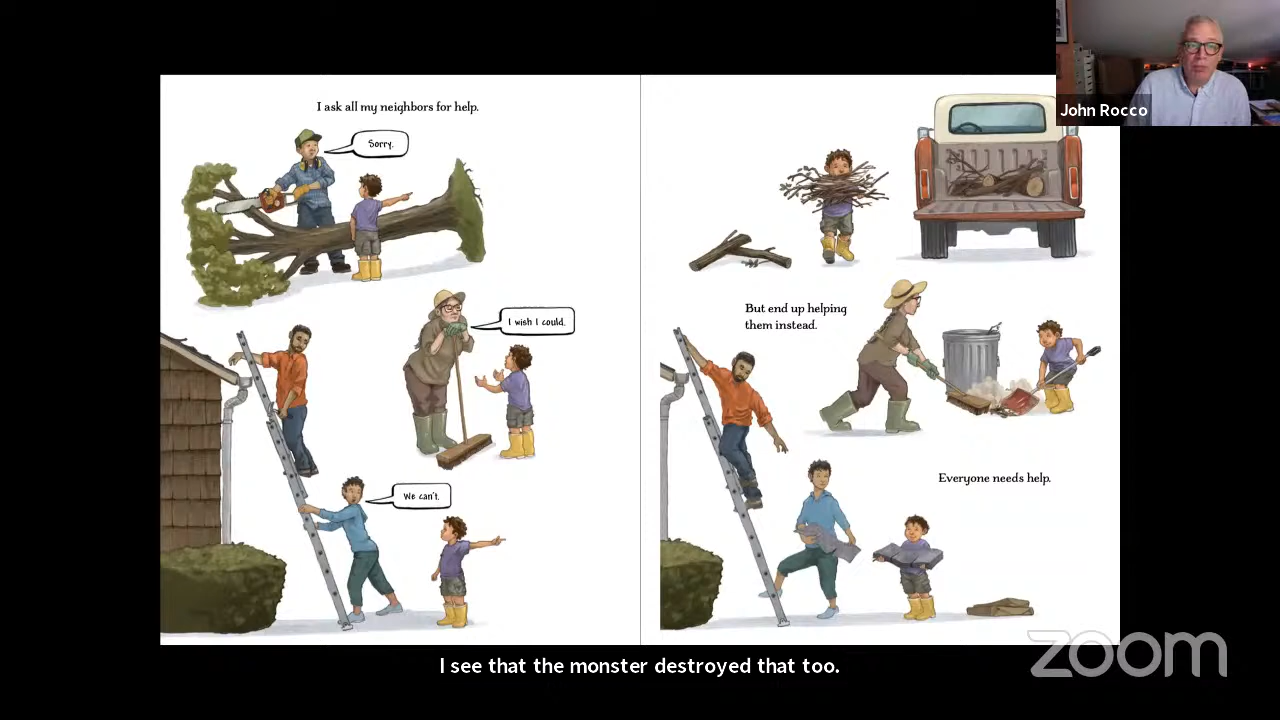 I ask all my neighbors for help.
Sorry.
I wish I could.
We can't.
But end up helping
them instead.
Everyone needs help.
John Rocco
I see that the monster destroyed that too.
zoom